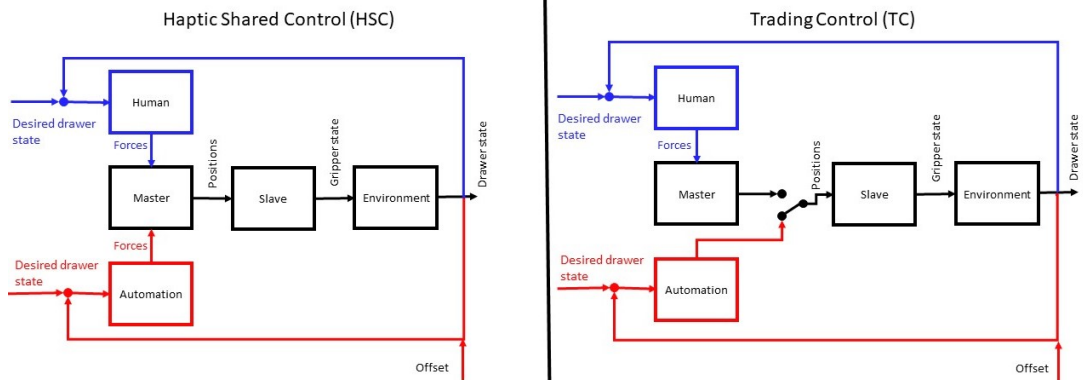 Haptic Shared Control (HSC)
Human
Desired drawer
state
Forces
Master
Positions
Slave
Gripper state
Environment
Drawer state
Forces
Desired drawer
state
Automation
Offset
Trading Control (TC)
Human
Desired drawer
state
Forces
Master
Positions
Slave
Gripper state
Environment
Drawer state
Desired drawer
state
Automation
Offset